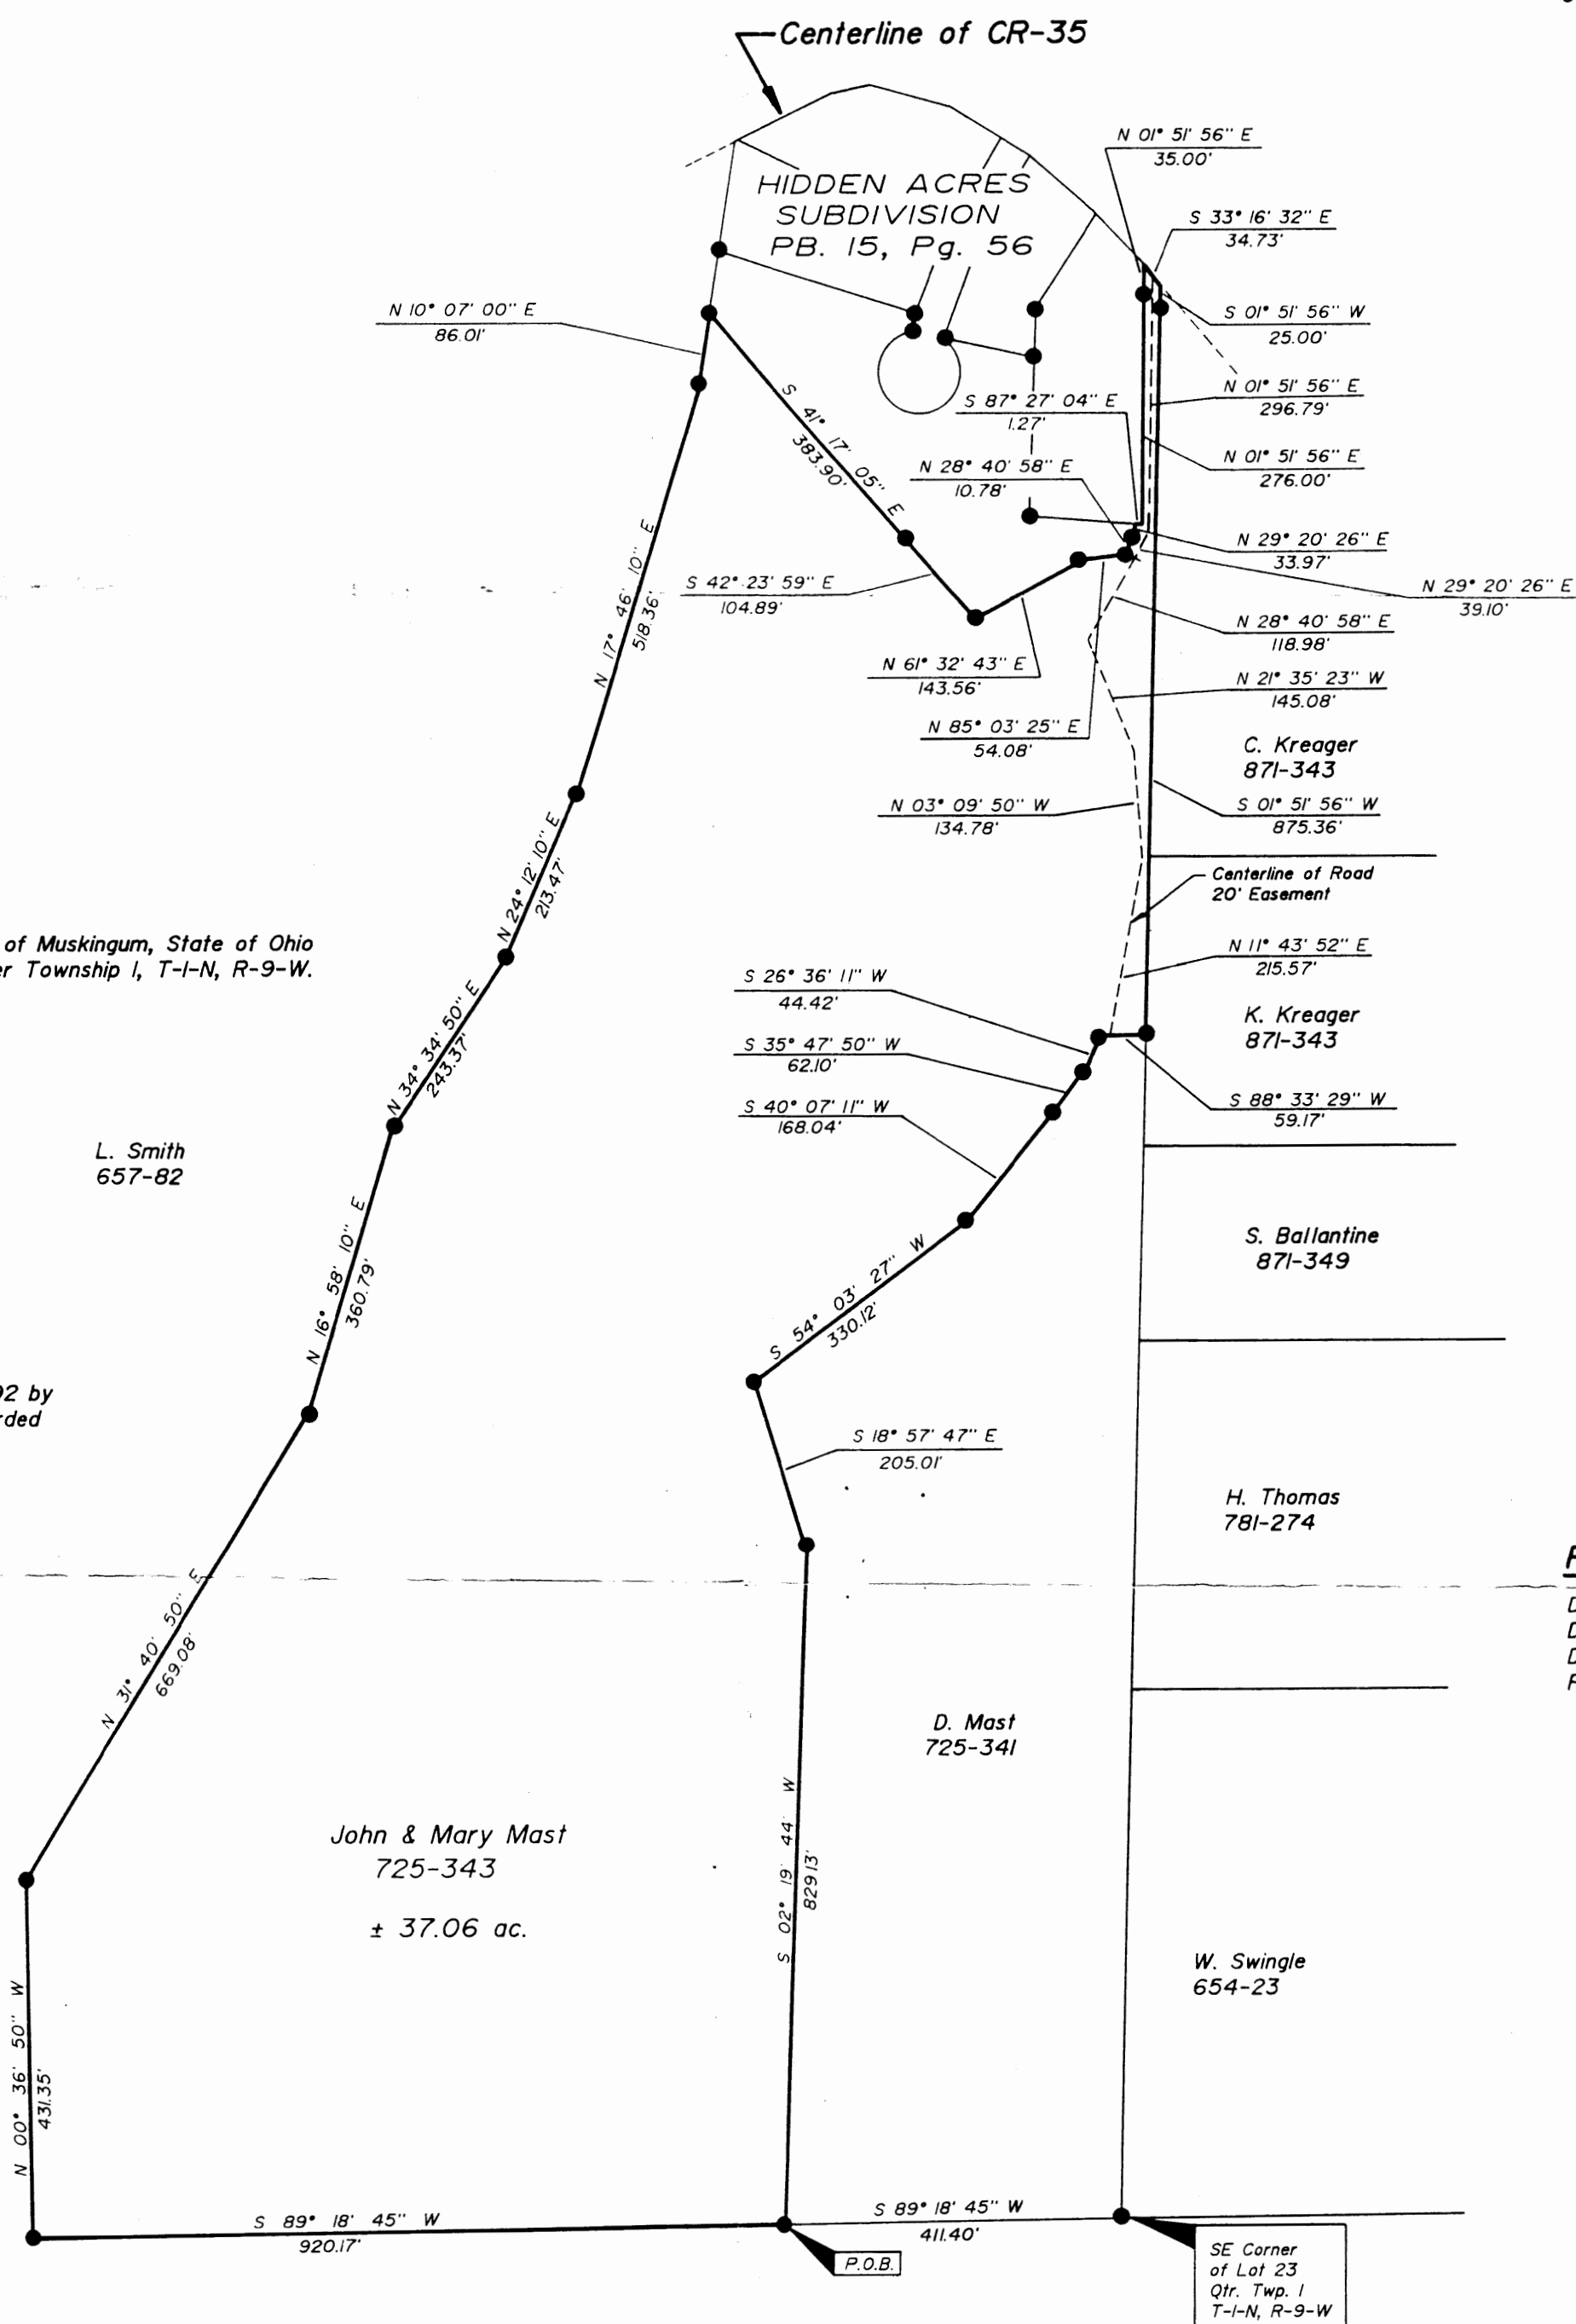 Centerline of CR-35
N 01° 51' 56" E
35.00'
HIDDEN ACRES
SUBDIVISION
PB. 15, Pg. 56
S 33° 16' 32" E
34.73'
N 10° 07' 00" E
86.01'
S 01° 51' 56" W
25.00'
N 01° 51' 56" E
296.79'
S 87° 27' 04" E
1.27'
S 41° 17' 05" E
383.90'
N 01° 51' 56" E
276.00'
N 28° 40' 58" E
10.78'
N 29° 20' 26" E
33.97'
N 17° 46' 10" E
518.36'
S 42° 23' 59" E
104.89'
N 29° 20' 26" E
39.10'
N 28° 40' 58" E
118.98'
N 61° 32' 43" E
143.56'
N 21° 35' 23" W
145.08'
N 85° 03' 25" E
54.08'
C. Kreager
871-343
N 03° 09' 50" W
134.78'
S 01° 51' 56" W
875.36'
N 24° 12' 10" E
213.47'
Centerline of Road
20' Easement
of Muskingum, State of Ohio
er Township 1, T-1-N, R-9-W.
N 11° 43' 52" E
215.57'
S 26° 36' 11" W
44.42'
K. Kreager
871-343
N 34° 34' 50" E
243.37'
S 35° 47' 50" W
62.10'
S 40° 07' 11" W
168.04'
S 88° 33' 29" W
59.17'
L. Smith
657-82
N 16° 58' 10" E
360.79'
S. Ballantine
871-349
S 54° 03' 27" W
330.12'
92 by
rded
S 18° 57' 47" E
205.01'
H. Thomas
781-274
N 31° 40' 50" E
669.08'
D. Mast
725-341
John & Mary Mast
725-343
± 37.06 ac.
S 02° 19' 44' W
829.13'
W. Swingle
654-23
N 00° 36' 50" W
431.35'
S 89° 18' 45" W
920.17'
S 89° 18' 45" W
411.40'
P.O.B.
SE Corner
of Lot 23
Qtr. Twp. 1
T-1-N, R-9-W